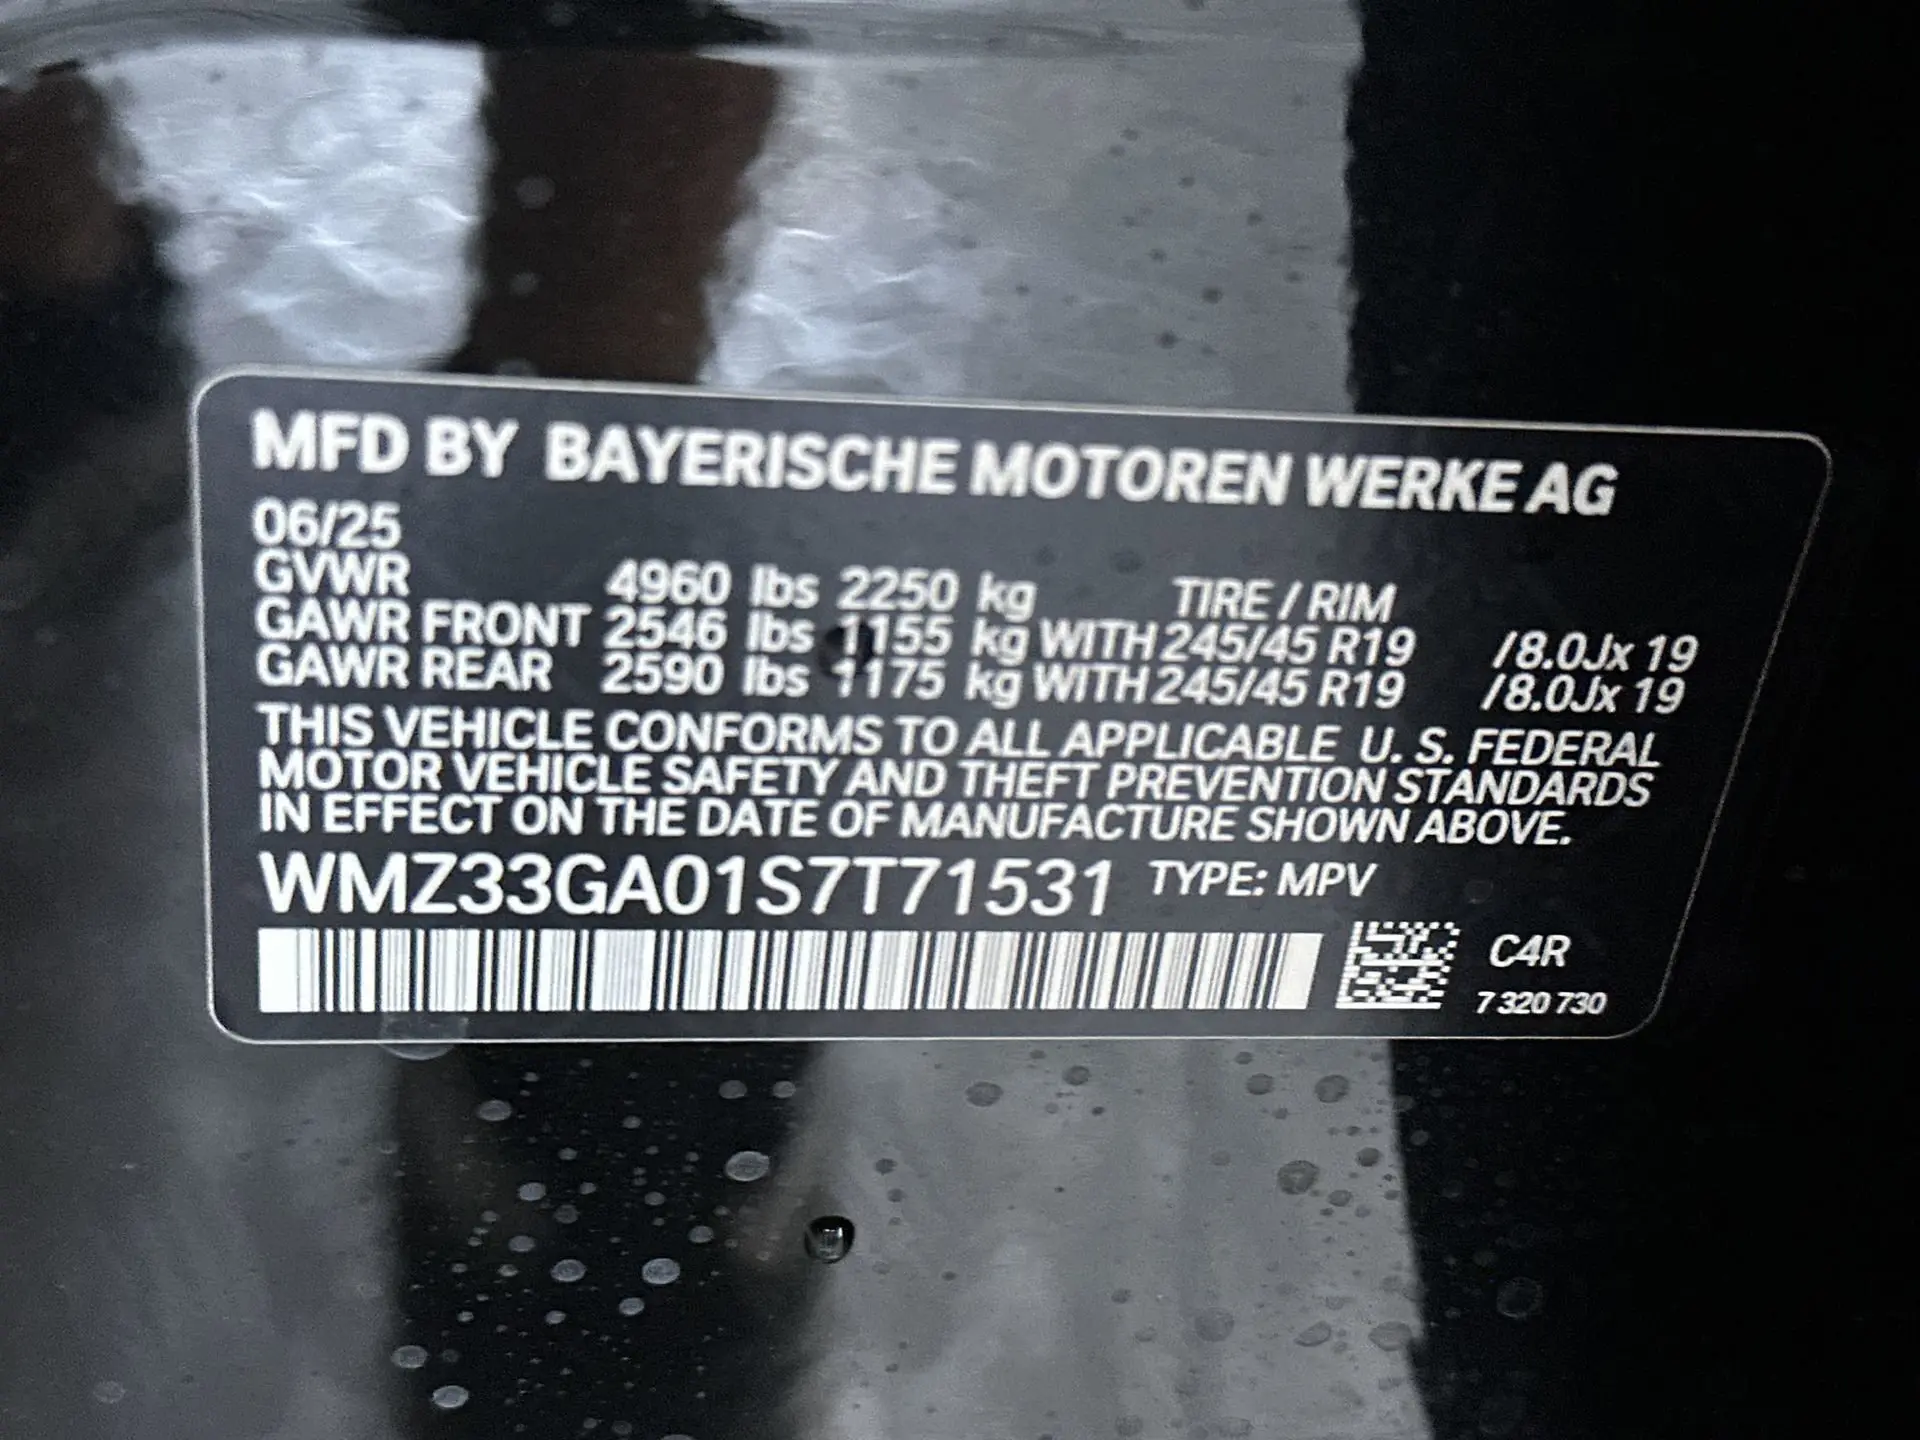 MFD BY BAYERISCHE MOTOREN WERKE AG
06/25
GVWR 4960 lbs 2250 kg TIRE / RIM
GAWR FRONT 2546 lbs 1155 kg WITH 245/45 R19 /8.0Jx 19
GAWR REAR 2590 lbs 1175 kg WITH 245/45 R19 /8.0Jx 19
THIS VEHICLE CONFORMS TO ALL APPLICABLE U. S. FEDERAL
MOTOR VEHICLE SAFETY AND THEFT PREVENTION STANDARDS
IN EFFECT ON THE DATE OF MANUFACTURE SHOWN ABOVE.
WMZ33GA01S7T71531 TYPE: MPV
C4R
7 320 730